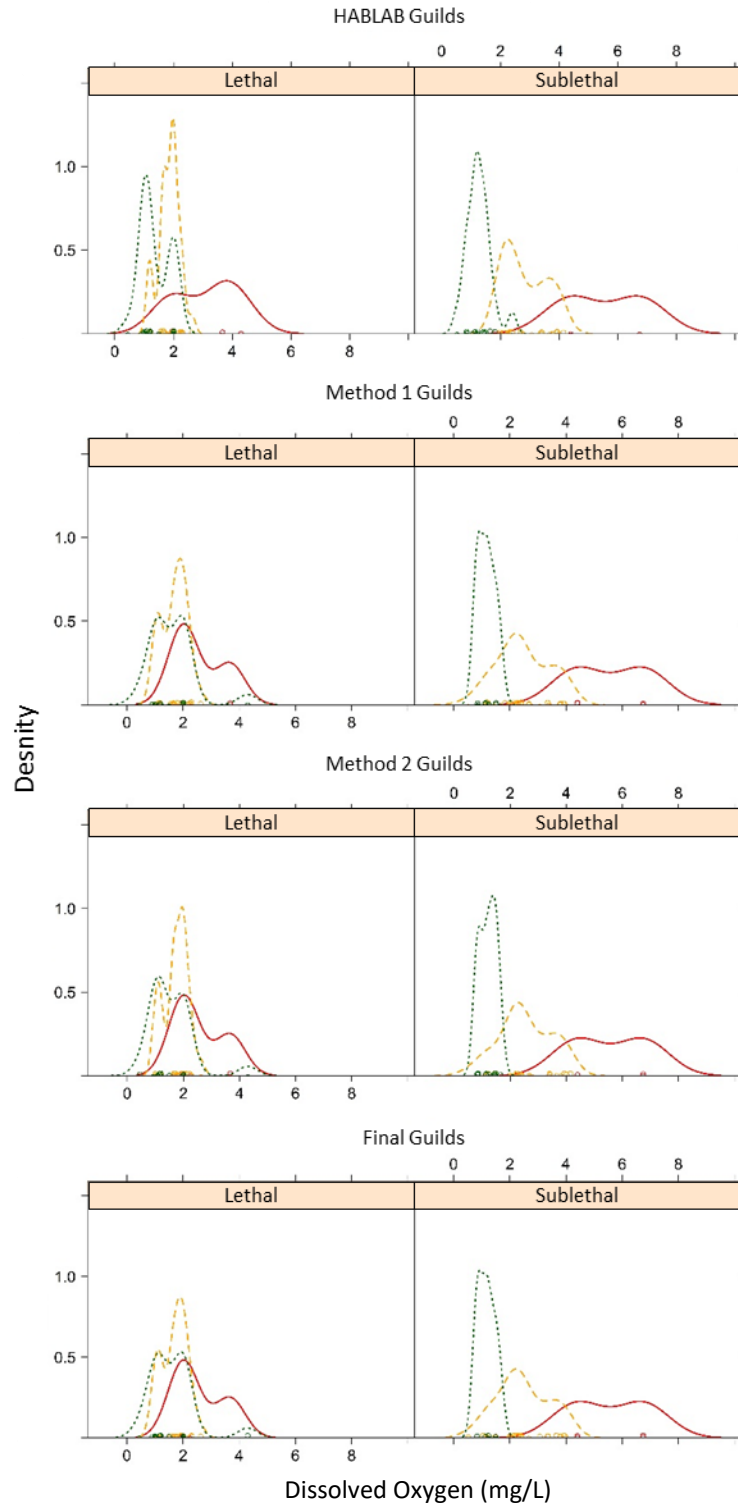 HABLAB Guilds
0 2 4 6 8
Lethal Sublethal
1.0
0.5
0 2 4 6 8
Method 1 Guilds
0 2 4 6 8
Lethal Sublethal
1.0
0.5
0 2 4 6 8
Desnity
Method 2 Guilds
0 2 4 6 8
Lethal Sublethal
1.0
0.5
0 2 4 6 8
Final Guilds
0 2 4 6 8
Lethal Sublethal
1.0
0.5
0 2 4 6 8
Dissolved Oxygen (mg/L)